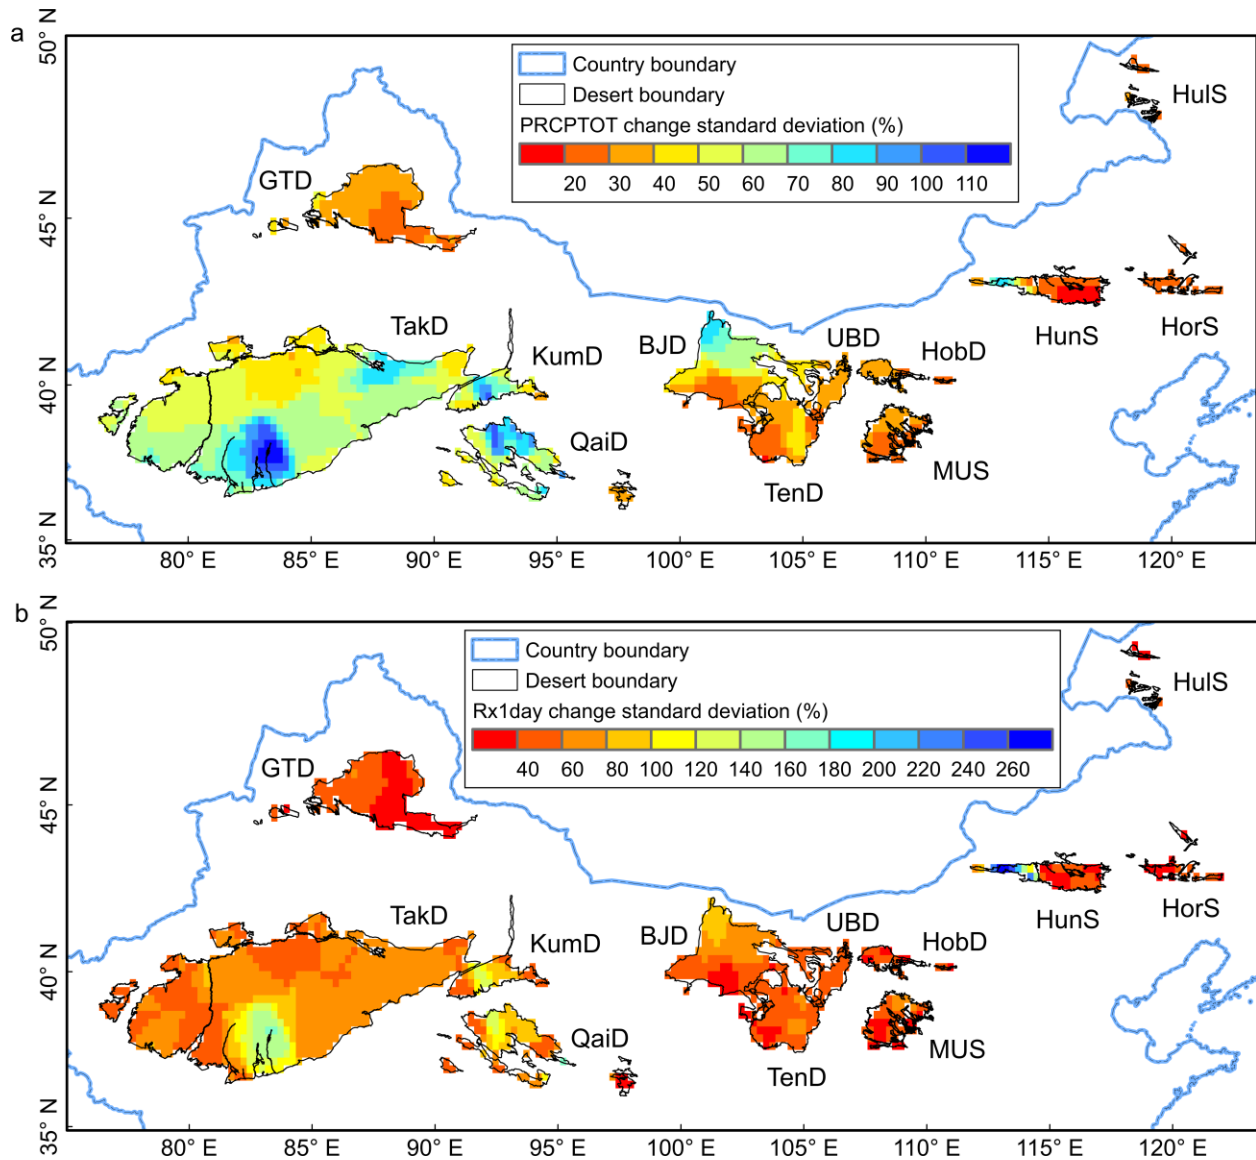 a
50° N
45° N
40° N
35° N
Country boundary
Desert boundary
PRCPTOT change standard deviation (%)
20 30 40 50 60 70 80 90 100 110
HulS
GTD
TakD
KumD
QaiD
BJD
UBD
HobD
TenD
MUS
HunS
HorS
80° E 85° E 90° E 95° E 100° E 105° E 110° E 115° E 120° E
b
50° N
45° N
40° N
35° N
Country boundary
Desert boundary
Rx1day change standard deviation (%)
40 60 80 100 120 140 160 180 200 220 240 260
HulS
GTD
TakD
KumD
QaiD
BJD
UBD
HobD
TenD
MUS
HunS
HorS
80° E 85° E 90° E 95° E 100° E 105° E 110° E 115° E 120° E